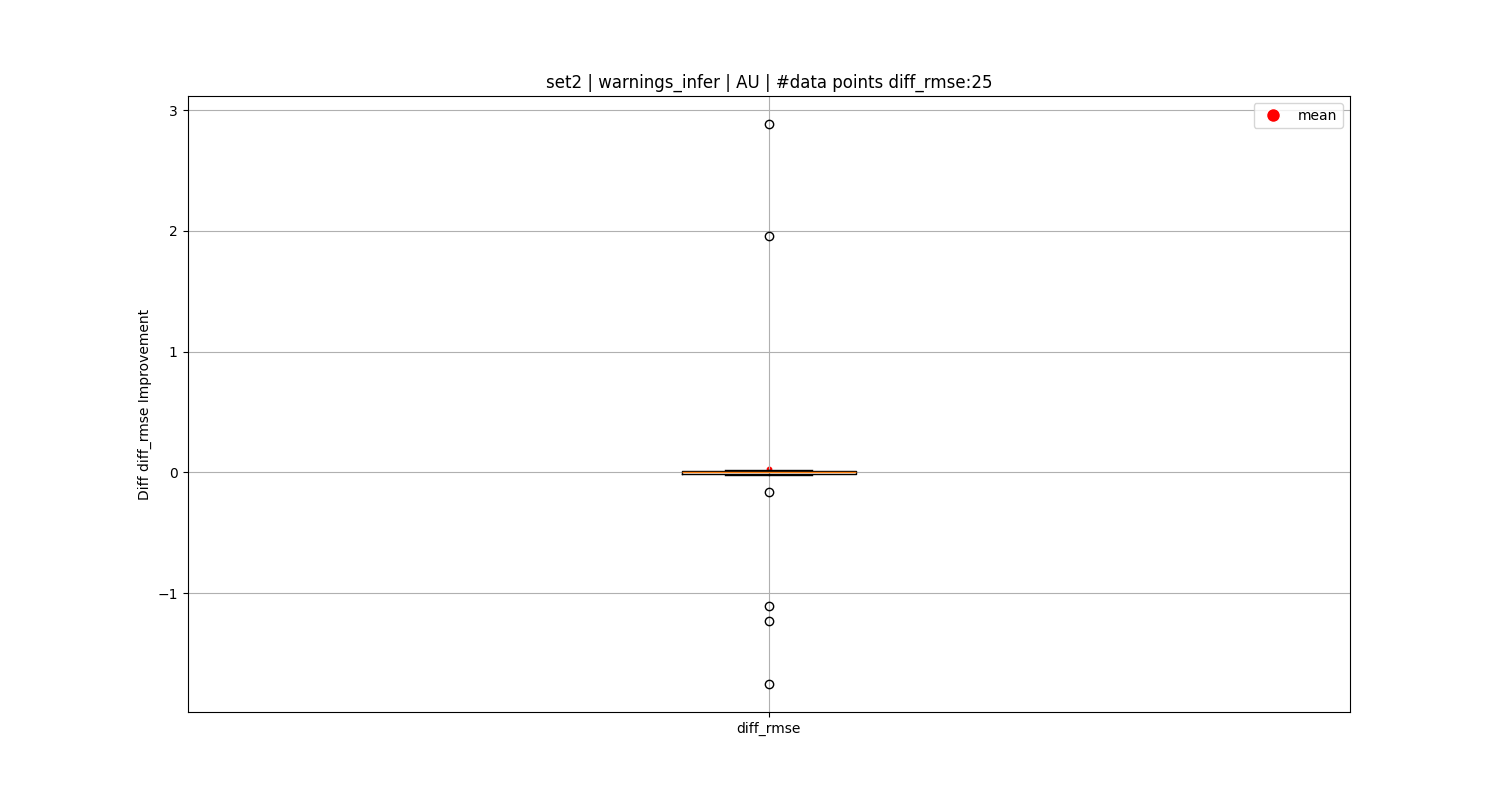 set2 | warnings_infer | AU | #data points diff_rmse:25
mean
3
2
1
0
−1
Diff diff_rmse Improvement
diff_rmse